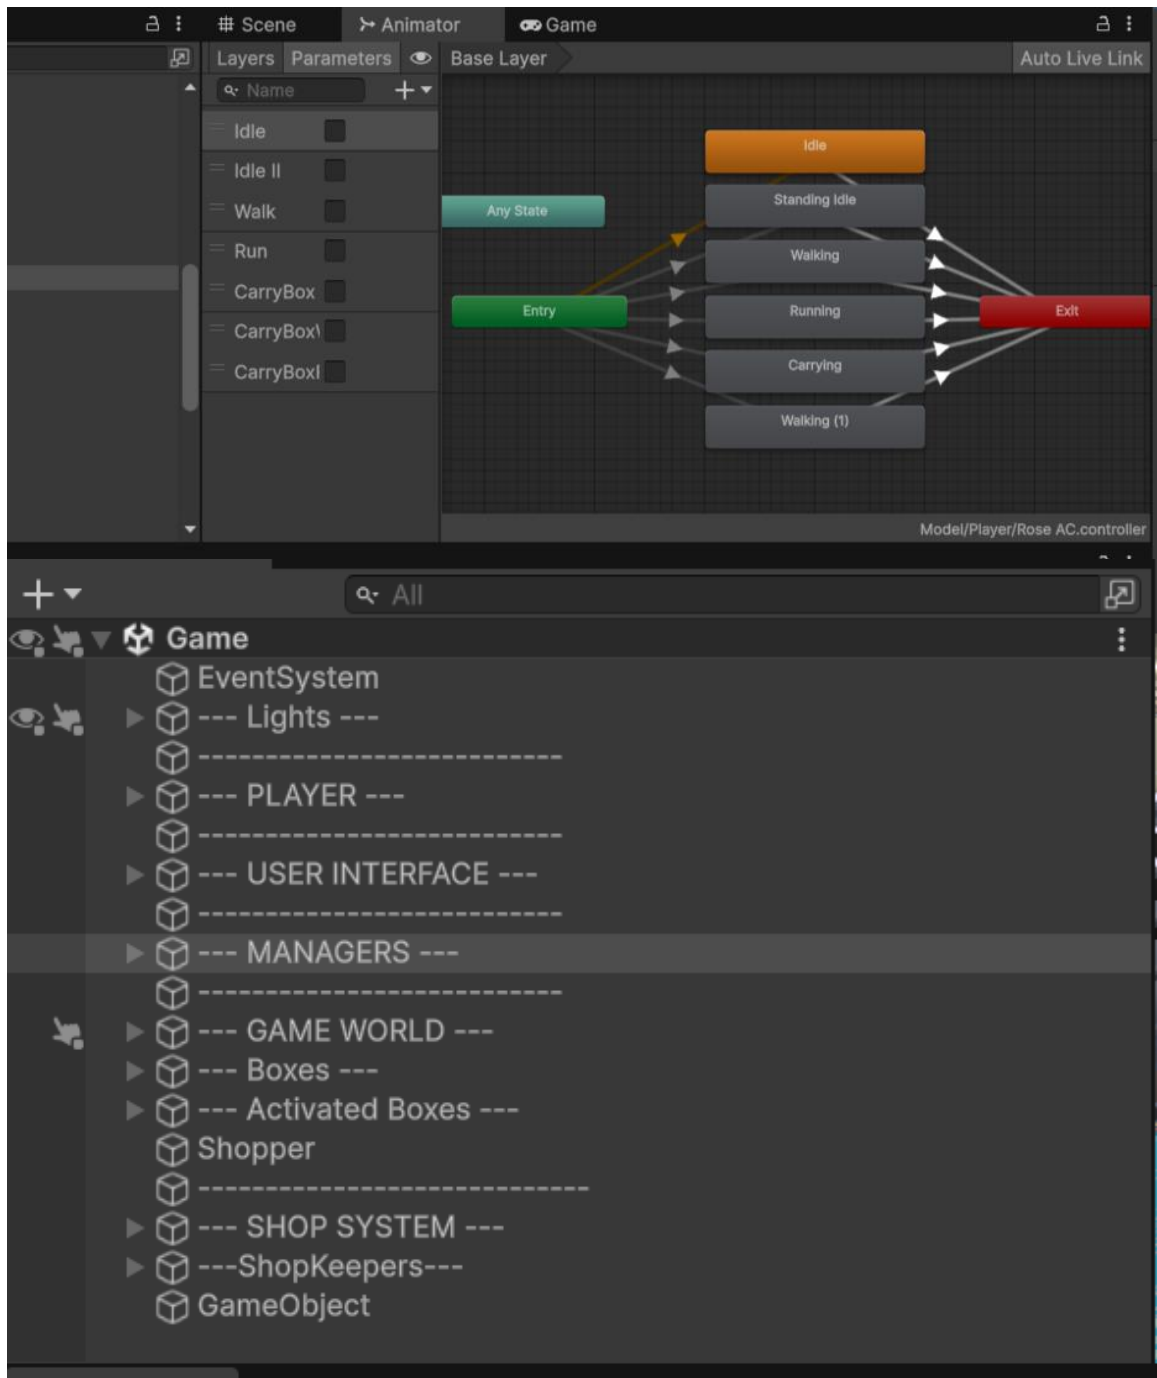 Scene
Animator
Game
Layers
Parameters
Base Layer
Auto Live Link
Name
Idle
Idle II
Walk
Run
CarryBox
CarryBox\
CarryBoxI
Idle
Standing Idle
Any State
Walking
Entry
Running
Exit
Carrying
Walking (1)
Model/Player/Rose AC.controller
All
Game
EventSystem
--- Lights ---
---------------------------
--- PLAYER ---
---------------------------
--- USER INTERFACE ---
---------------------------
--- MANAGERS ---
---------------------------
--- GAME WORLD ---
--- Boxes ---
--- Activated Boxes ---
Shopper
-----------------------------
--- SHOP SYSTEM ---
---ShopKeepers---
GameObject